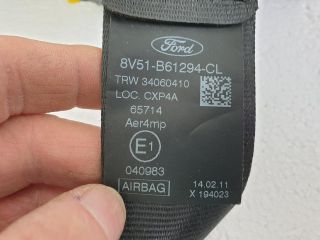 Ford
8V51-B61294-CL
TRW 34060410
LOC. CXP4A
65714
Aer4mp
E1
040983
AIRBAG
14.02.11
X 194023